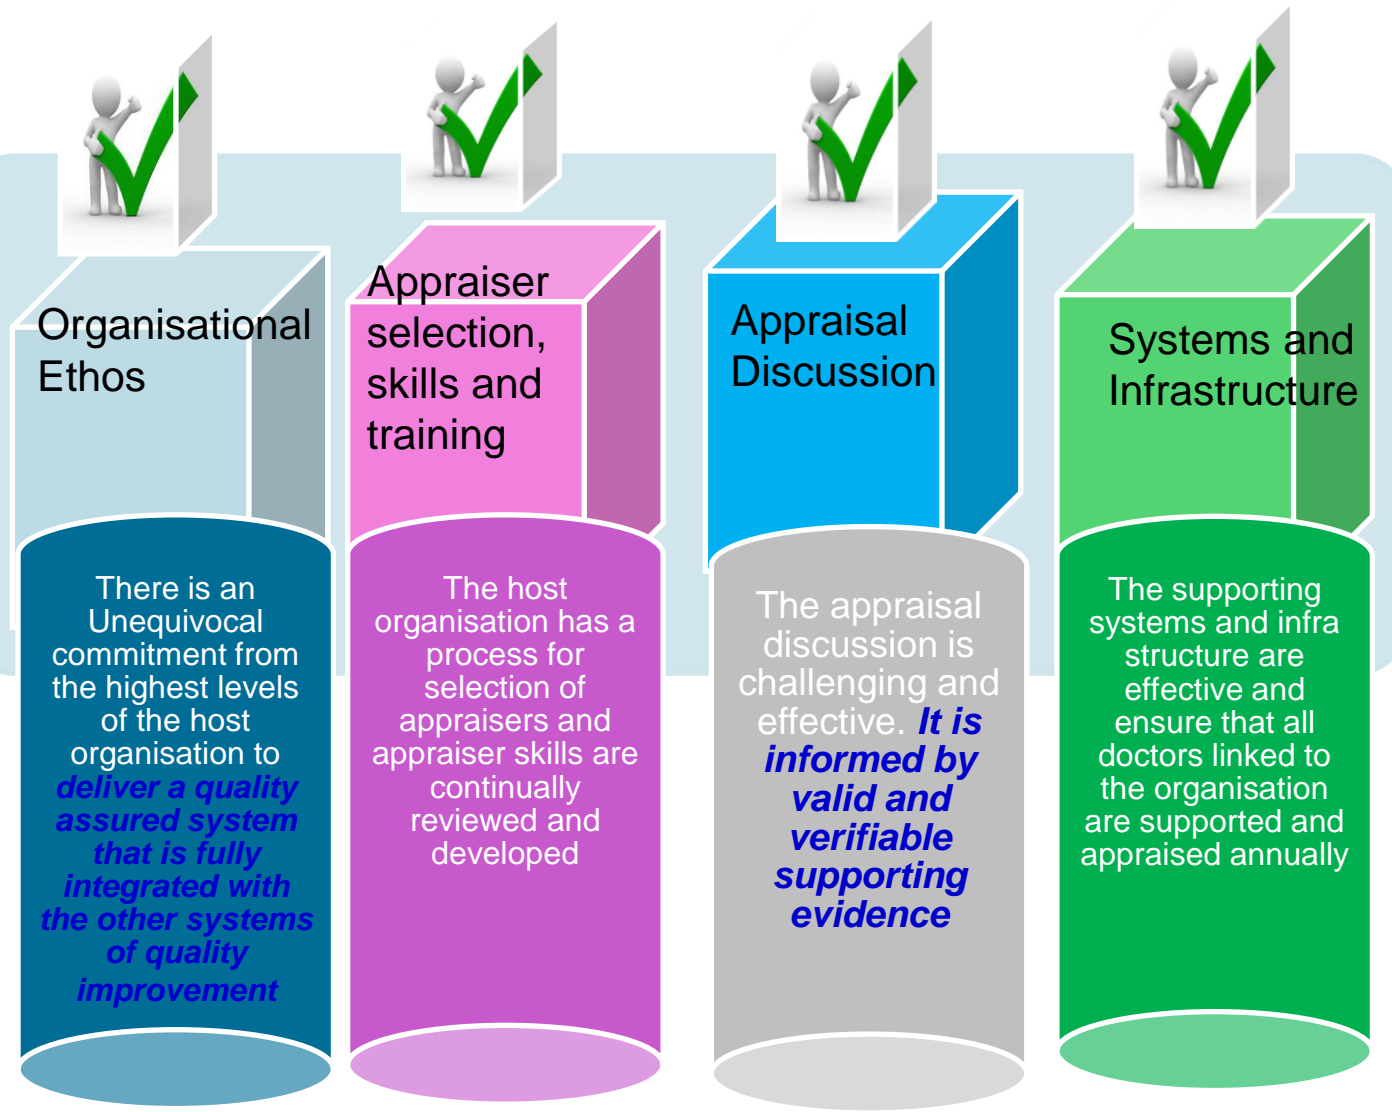 Organisational
Ethos
Appraiser
selection,
skills and
training
Appraisal
Discussion
Systems and
Infrastructure
There is an
Unequivocal
commitment from
the highest levels
of the host
organisation to
deliver a quality
assured system
that is fully
integrated with
the other systems
of quality
improvement
The host
organisation has a
process for
selection of
appraisers and
appraiser skills are
continually
reviewed and
developed
The appraisal
discussion is
challenging and
effective. It is
informed by
valid and
verifiable
supporting
evidence
The supporting
systems and infra
structure are
effective and
ensure that all
doctors linked to
the organisation
are supported and
appraised annually